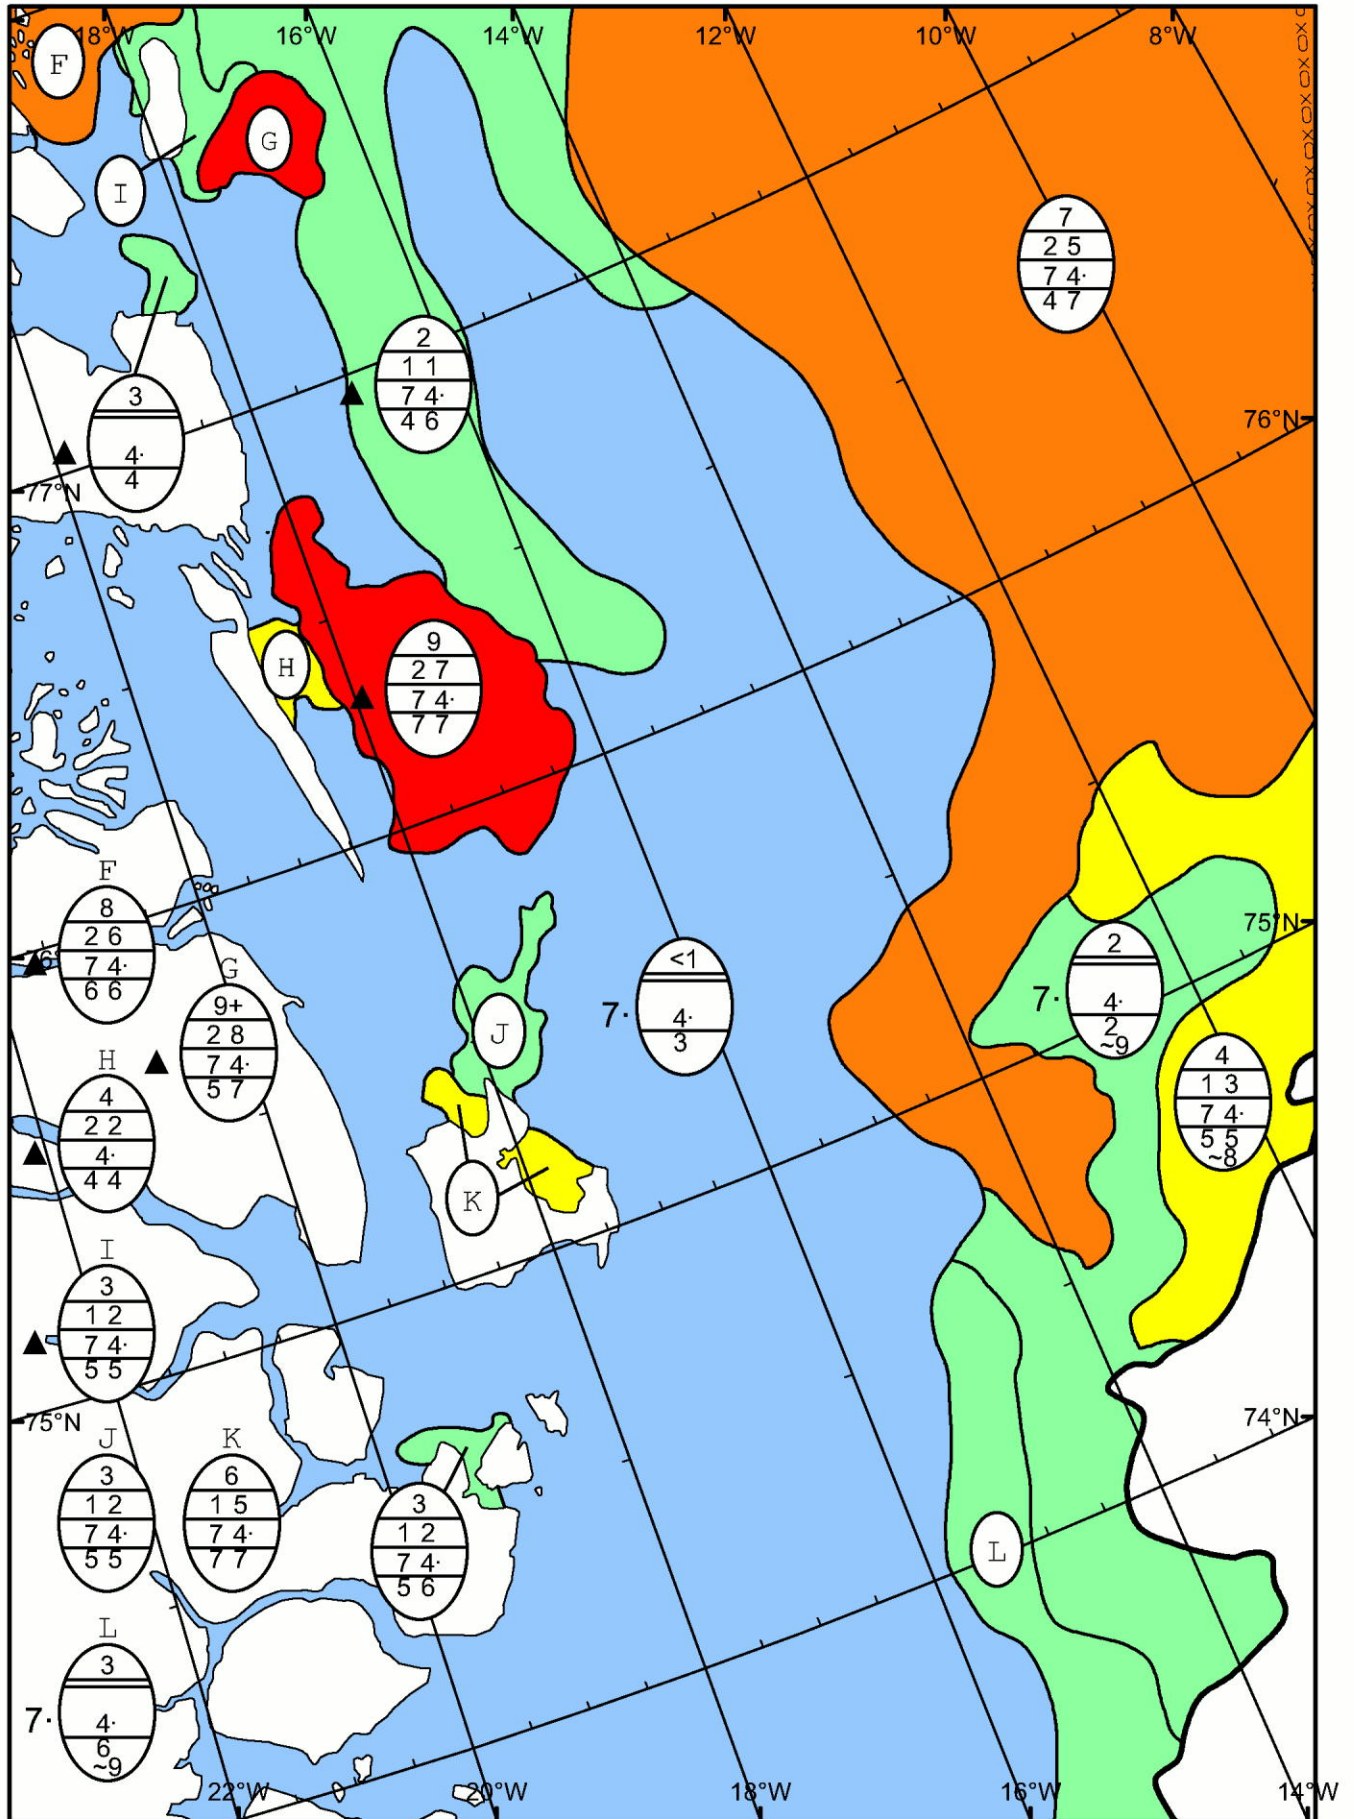 18°W
16°W
14°W
12°W
10°W
8°W
F
G
I
7
2 5
7 4·
4 7
2
1 1
7 4·
4 6
3
4·
4
76°N
77°N
H
9
2 7
7 4·
7 7
F
8
2 6
7 4·
6 6
75°N
2
7·
4·
2
~9
<1
7·
4·
3
G
9+
2 8
7 4·
5 7
J
4
1 3
7 4·
5 5
~8
H
4
2 2
4·
4 4
K
I
3
1 2
7 4·
5 5
75°N
74°N
J
3
1 2
7 4·
5 5
K
6
1 5
7 4·
7 7
3
1 2
7 4·
5 6
L
L
3
7·
4·
6
~9
22°W
20°W
18°W
16°W
14°W